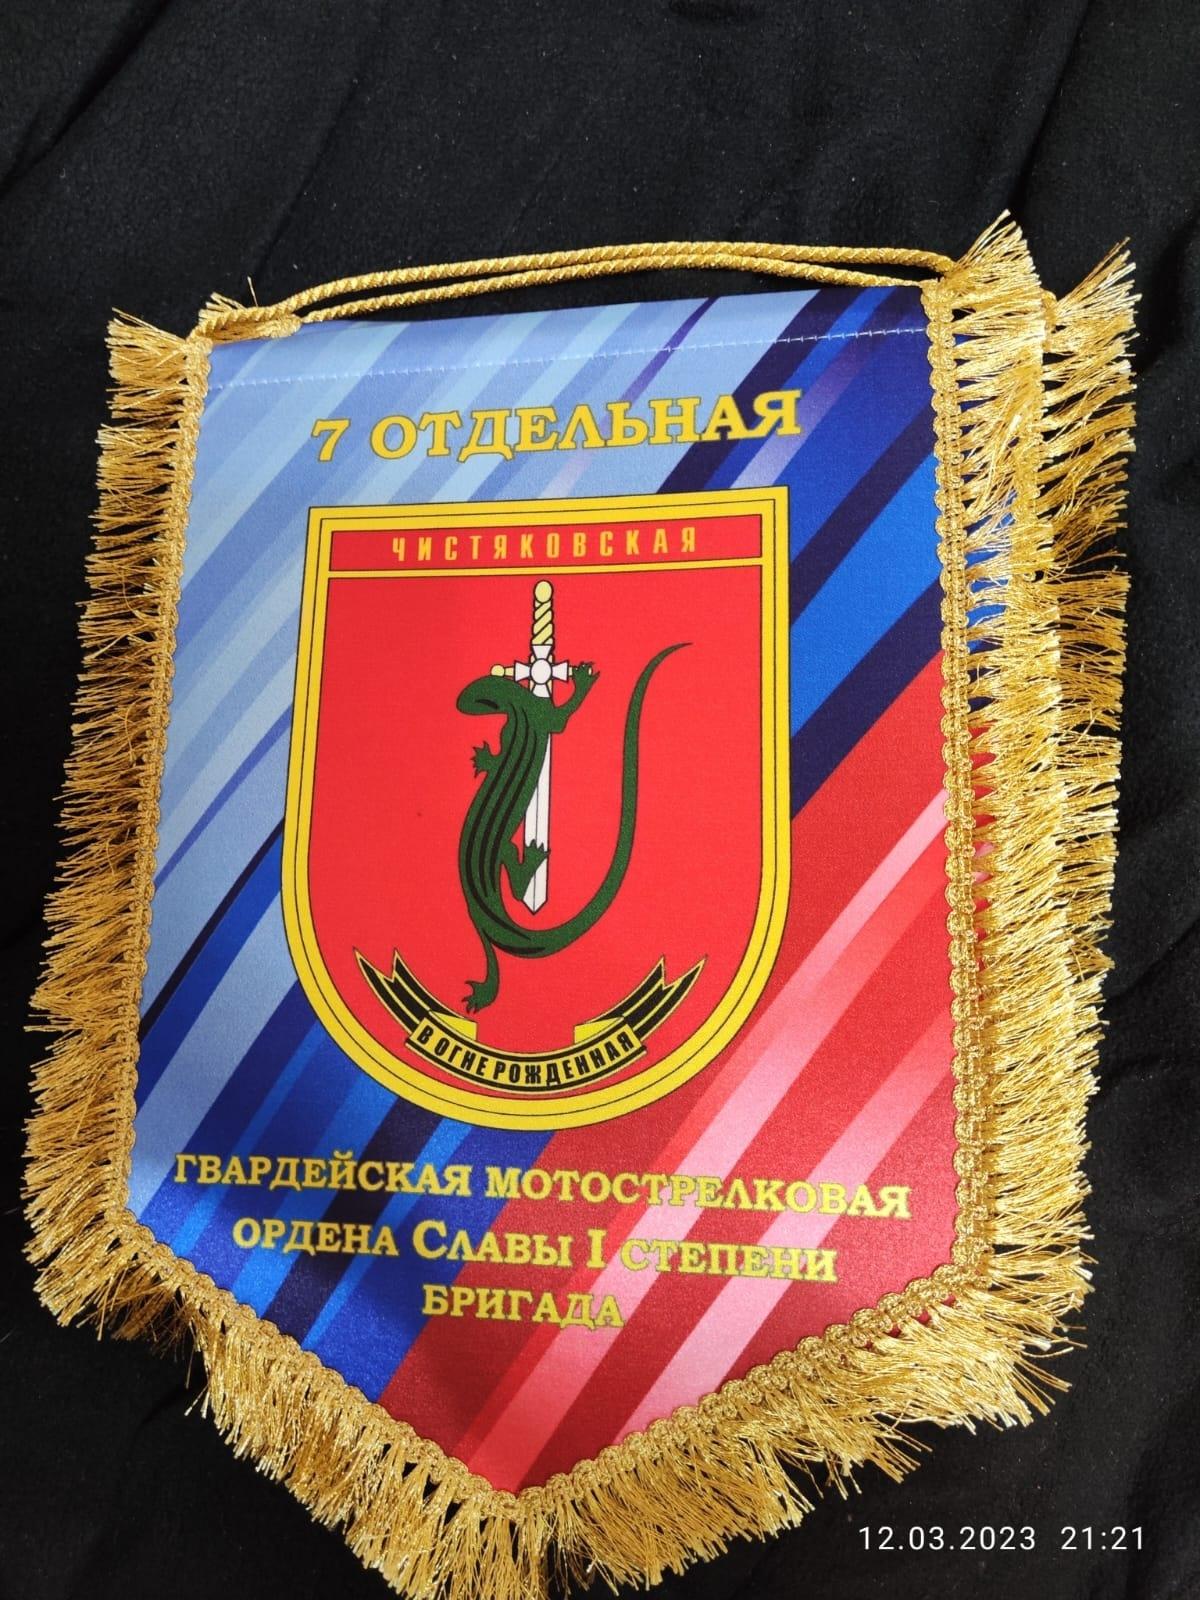 7 ОТДЕЛЬНАЯ
ЧИСТЯКОВСКАЯ
В ОГНЕ РОЖДЕННАЯ
ГВАРДЕЙСКАЯ МОТОСТРЕЛКОВАЯ
ОРДЕНА СЛАВЫ I СТЕПЕНИ
БРИГАДА
12.03.2023 21:21